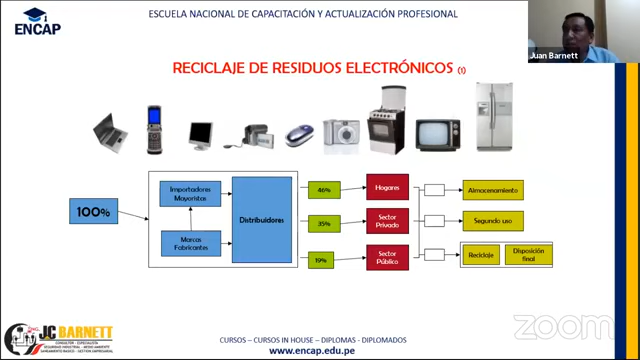 ENCAP
ESCUELA NACIONAL DE CAPACITACIÓN Y ACTUALIZACIÓN PROFESIONAL
Juan Barnett
RECICLAJE DE RESIDUOS ELECTRÓNICOS (1)
100%
Importadores
Mayoristas
Marcas
Fabricantes
Distribuidores
46%
35%
19%
Hogares
Sector
Privado
Sector
Público
Almacenamiento
Segundo uso
Reciclaje
Disposición
final
zoom
JC BARNETT
CONSULTOR - ESPECIALISTA
SEGURIDAD INDUSTRIAL - MEDIO AMBIENTE
SANEAMIENTO BASICO - GESTION EMPRESARIAL
CURSOS – CURSOS IN HOUSE – DIPLOMAS - DIPLOMADOS
www.encap.edu.pe